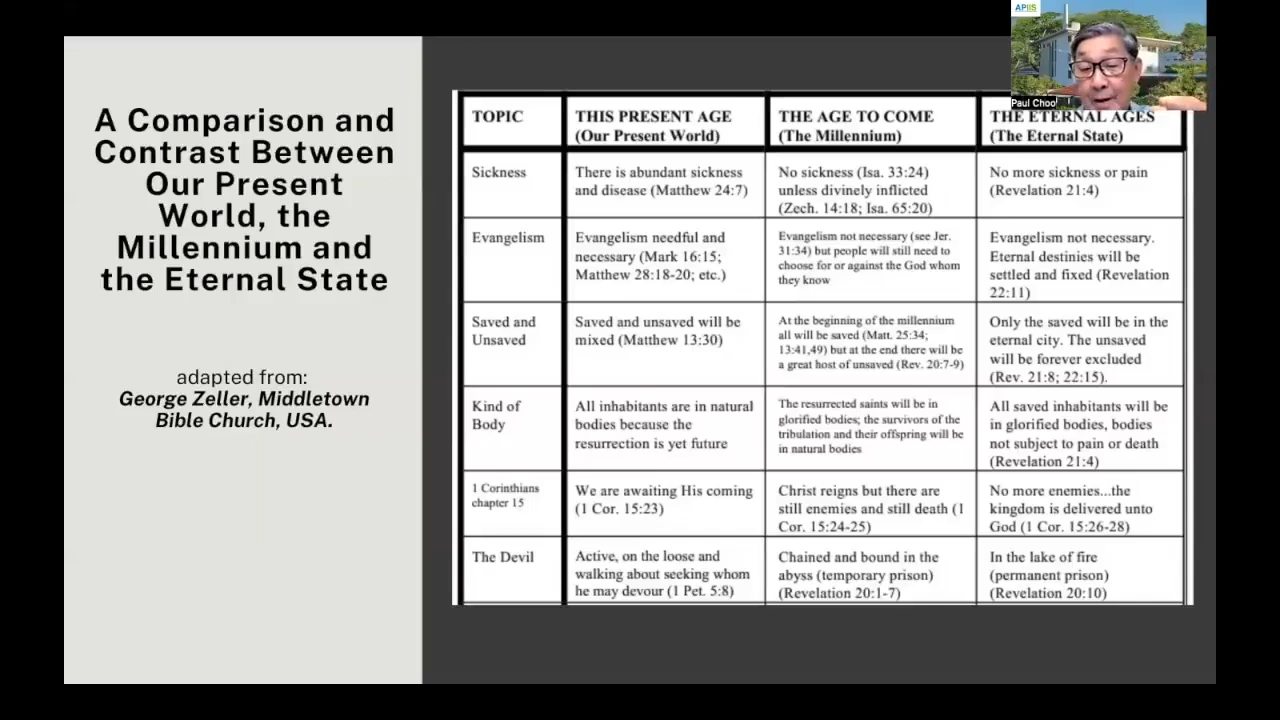 APIIS
Paul Choo
A Comparison and
Contrast Between
Our Present
World, the
Millennium and
the Eternal State
adapted from:
George Zeller, Middletown
Bible Church, USA.
TOPIC
THIS PRESENT AGE
(Our Present World)
THE AGE TO COME
(The Millennium)
THE ETERNAL AGES
(The Eternal State)
Sickness
There is abundant sickness
and disease (Matthew 24:7)
No sickness (Isa. 33:24)
unless divinely inflicted
(Zech. 14:18; Isa. 65:20)
No more sickness or pain
(Revelation 21:4)
Evangelism
Evangelism needful and
necessary (Mark 16:15;
Matthew 28:18-20; etc.)
Evangelism not necessary (see Jer.
31:34) but people will still need to
choose for or against the God whom
they know
Evangelism not necessary.
Eternal destinies will be
settled and fixed (Revelation
22:11)
Saved and
Unsaved
Saved and unsaved will be
mixed (Matthew 13:30)
At the beginning of the millennium
all will be saved (Matt. 25:34;
13:41,49) but at the end there will be
a great host of unsaved (Rev. 20:7-9)
Only the saved will be in the
eternal city. The unsaved
will be forever excluded
(Rev. 21:8; 22:15).
Kind of
Body
All inhabitants are in natural
bodies because the
resurrection is yet future
The resurrected saints will be in
glorified bodies; the survivors of the
tribulation and their offspring will be
in natural bodies
All saved inhabitants will be
in glorified bodies, bodies
not subject to pain or death
(Revelation 21:4)
1 Corinthians
chapter 15
We are awaiting His coming
(1 Cor. 15:23)
Christ reigns but there are
still enemies and still death (1
Cor. 15:24-25)
No more enemies...the
kingdom is delivered unto
God (1 Cor. 15:26-28)
The Devil
Active, on the loose and
walking about seeking whom
he may devour (1 Pet. 5:8)
Chained and bound in the
abyss (temporary prison)
(Revelation 20:1-7)
In the lake of fire
(permanent prison)
(Revelation 20:10)